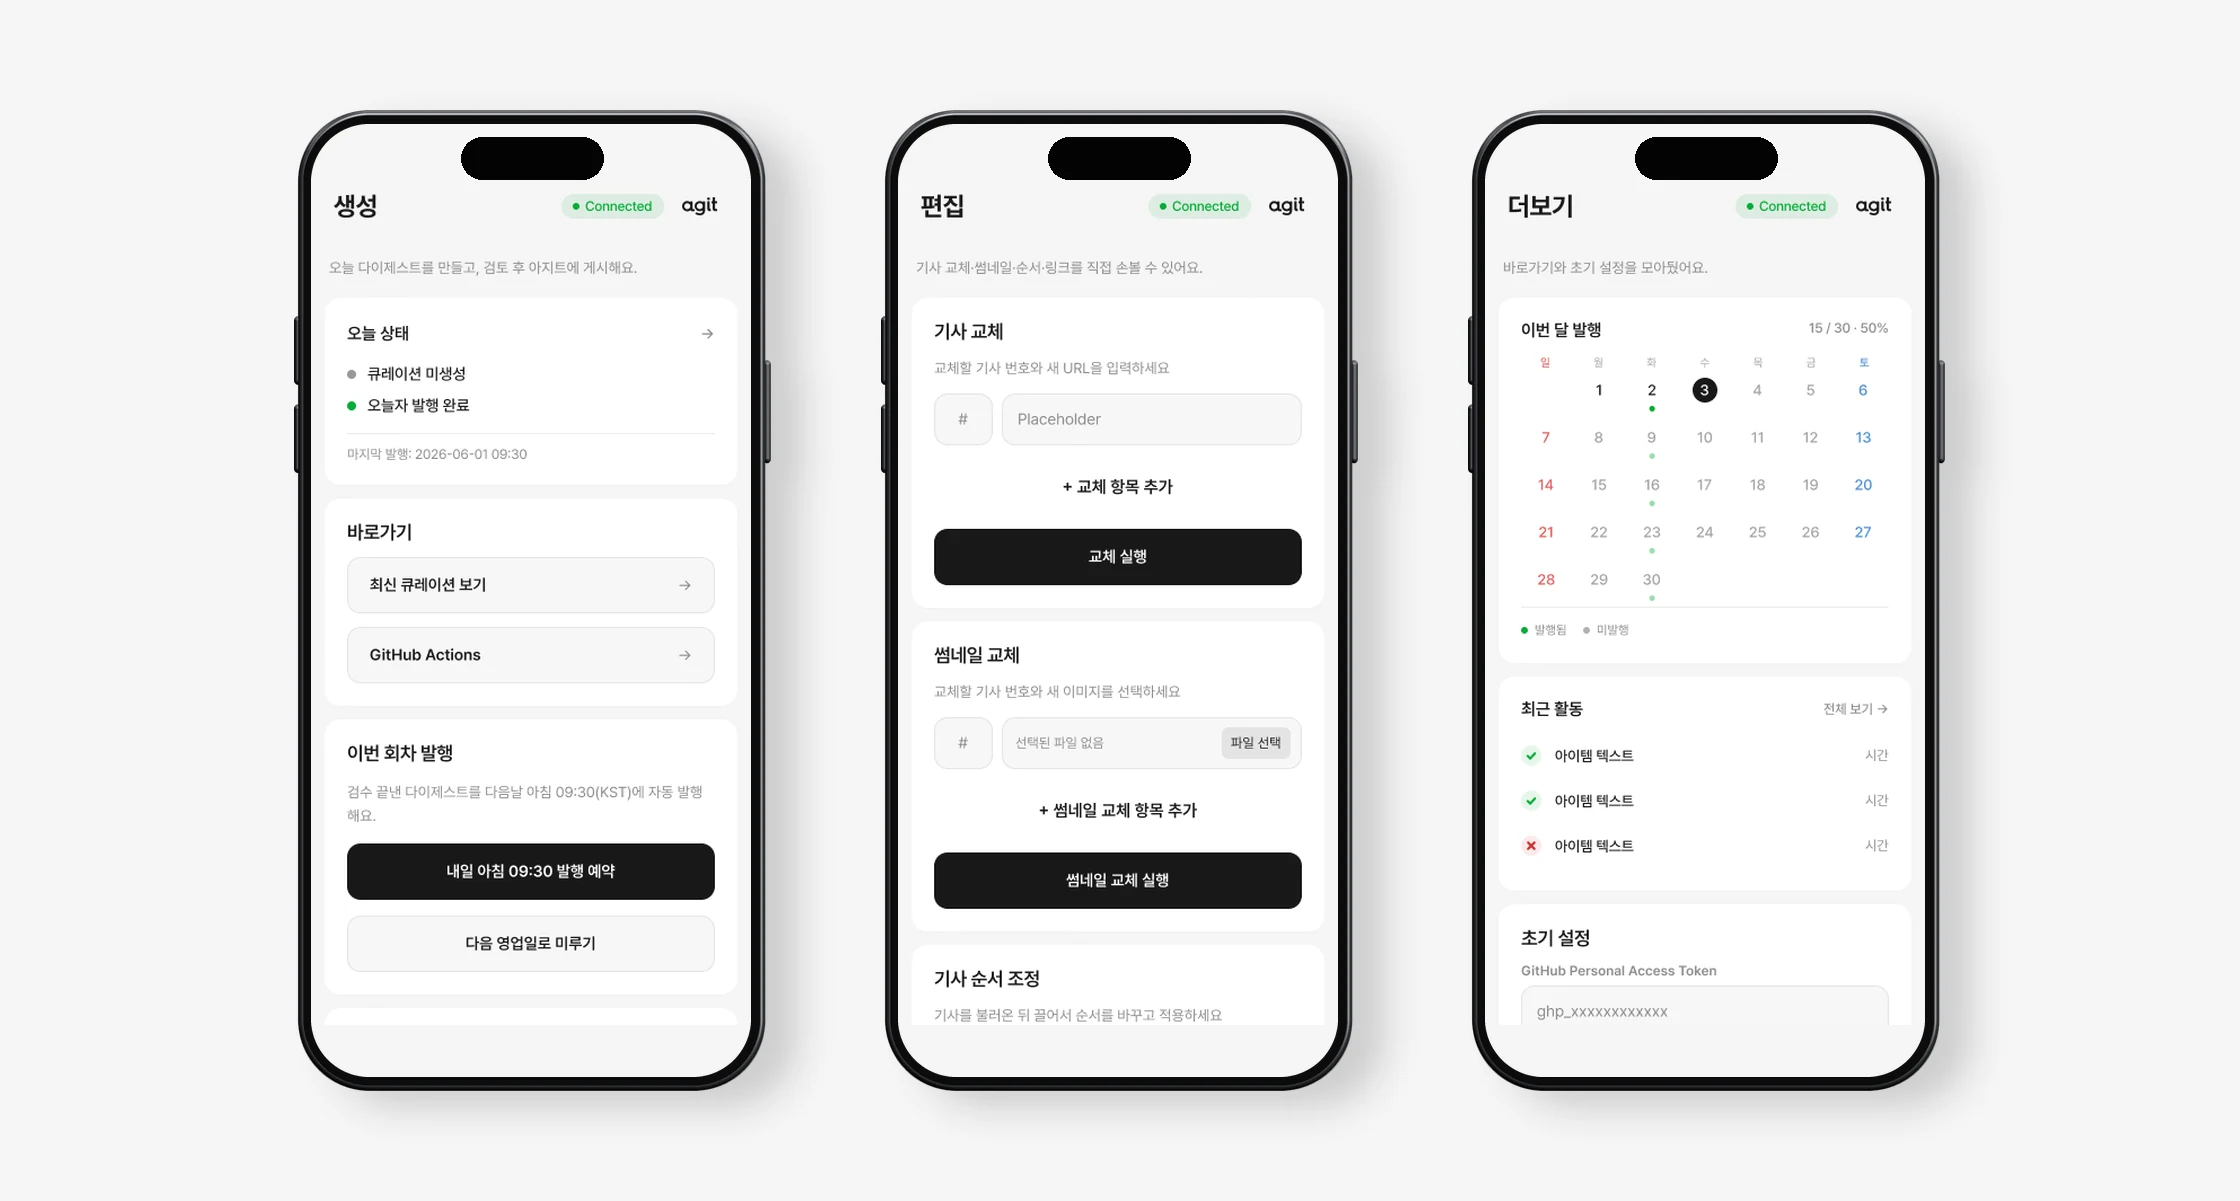 생성
Connected
agit
오늘 다이제스트를 만들고, 검토 후 아지트에 게시해요.
오늘 상태 →
큐레이션 미생성
오늘자 발행 완료
마지막 발행: 2026-06-01 09:30
바로가기
최신 큐레이션 보기 →
GitHub Actions →
이번 회차 발행
검수 끝낸 다이제스트를 다음날 아침 09:30(KST)에 자동 발행
해요.
내일 아침 09:30 발행 예약
다음 영업일로 미루기
편집
Connected
agit
기사 교체·썸네일·순서·링크를 직접 손볼 수 있어요.
기사 교체
교체할 기사 번호와 새 URL을 입력하세요
# Placeholder
+ 교체 항목 추가
교체 실행
썸네일 교체
교체할 기사 번호와 새 이미지를 선택하세요
# 선택된 파일 없음 파일 선택
+ 썸네일 교체 항목 추가
썸네일 교체 실행
기사 순서 조정
기사를 불러온 뒤 끌어서 순서를 바꾸고 적용하세요
더보기
Connected
agit
바로가기와 초기 설정을 모아뒀어요.
이번 달 발행 15 / 30 · 50%
일 월 화 수 목 금 토
1 2 3 4 5 6
7 8 9 10 11 12 13
14 15 16 17 18 19 20
21 22 23 24 25 26 27
28 29 30
발행됨 미발행
최근 활동 전체 보기 →
아이템 텍스트 시간
아이템 텍스트 시간
아이템 텍스트 시간
초기 설정
GitHub Personal Access Token
ghp_xxxxxxxxxxxx